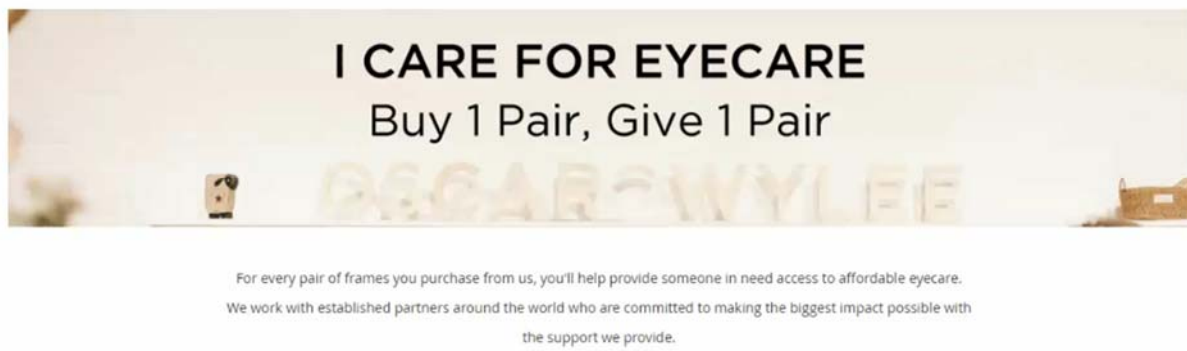 I CARE FOR EYECARE
Buy 1 Pair, Give 1 Pair
OSCAR WYLEE
For every pair of frames you purchase from us, you'll help provide someone in need access to affordable eyecare.
We work with established partners around the world who are committed to making the biggest impact possible with
the support we provide.